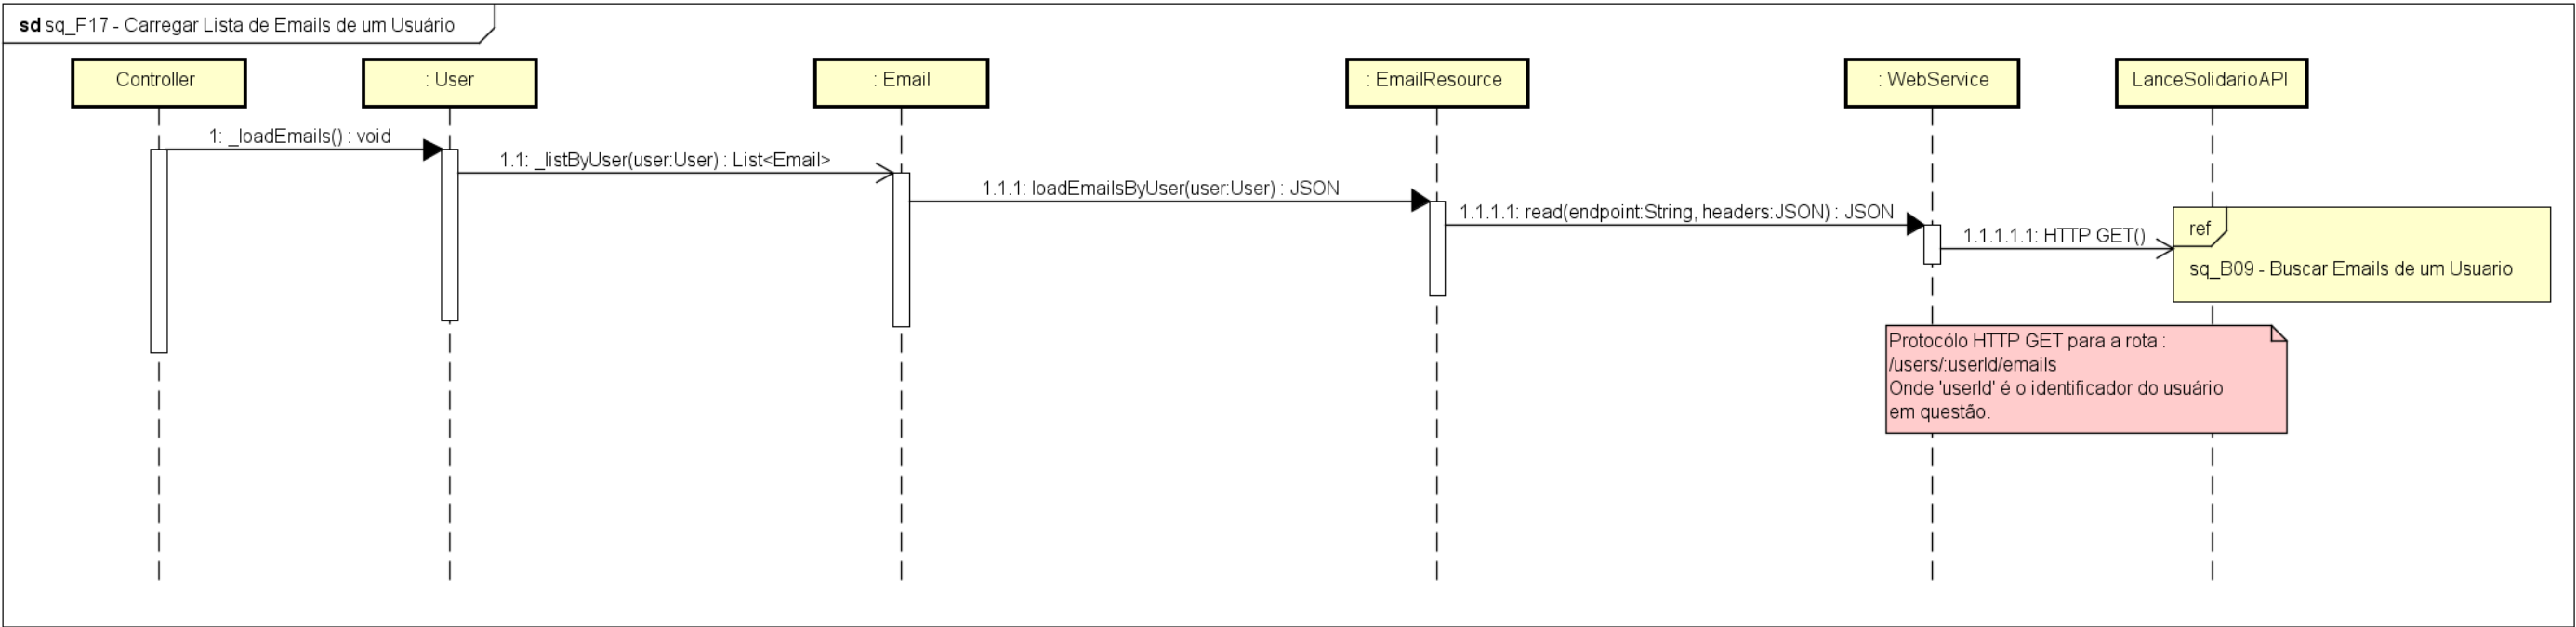 sd sq_F17 - Carregar Lista de Emails de um Usuário
Controller
: User
: Email
: EmailResource
: WebService
LanceSolidarioAPI
1: _loadEmails() : void
1.1: _listByUser(user:User) : List<Email>
1.1.1: loadEmailsByUser(user:User) : JSON
1.1.1.1: read(endpoint:String, headers:JSON) : JSON
1.1.1.1.1: HTTP GET()
ref
sq_B09 - Buscar Emails de um Usuario
Protocólo HTTP GET para a rota :
/users/:userId/emails
Onde 'userId' é o identificador do usuário
em questão.